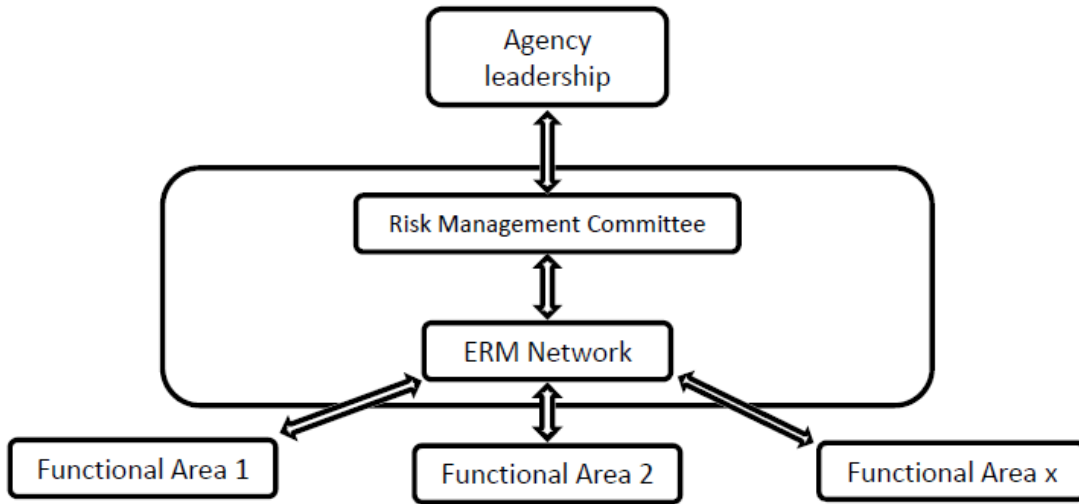 Agency
leadership
Risk Management Committee
ERM Network
Functional Area 1
Functional Area 2
Functional Area x